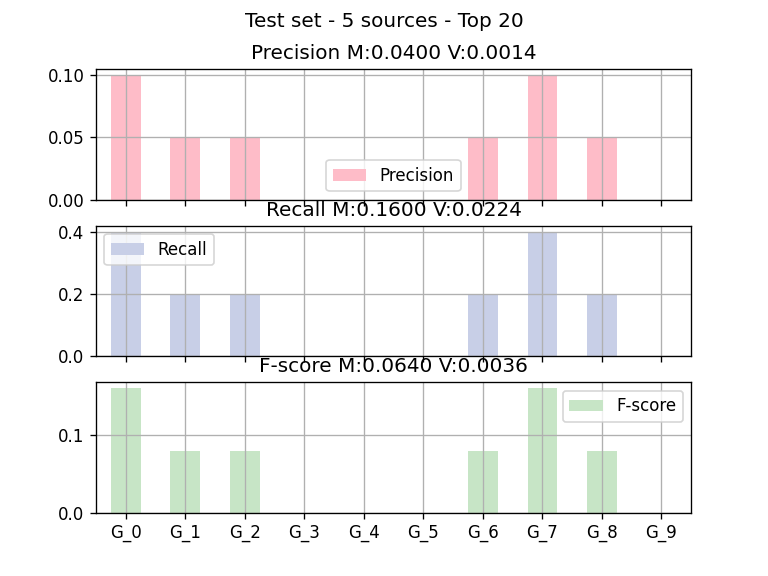 Test set - 5 sources - Top 20
Precision M:0.0400 V:0.0014
0.10
0.05
0.00
Precision
Recall M:0.1600 V:0.0224
0.4
0.2
0.0
Recall
F-score M:0.0640 V:0.0036
0.1
0.0
F-score
G_0 G_1 G_2 G_3 G_4 G_5 G_6 G_7 G_8 G_9